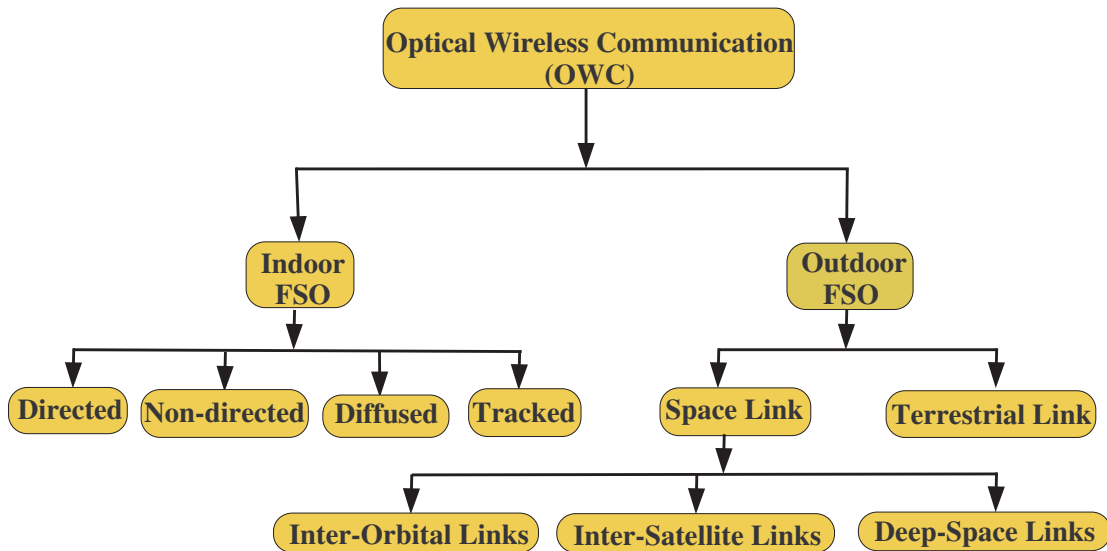 Optical Wireless Communication
(OWC)
Indoor
FSO
Outdoor
FSO
Directed
Non-directed
Diffused
Tracked
Space Link
Terrestrial Link
Inter-Orbital Links
Inter-Satellite Links
Deep-Space Links